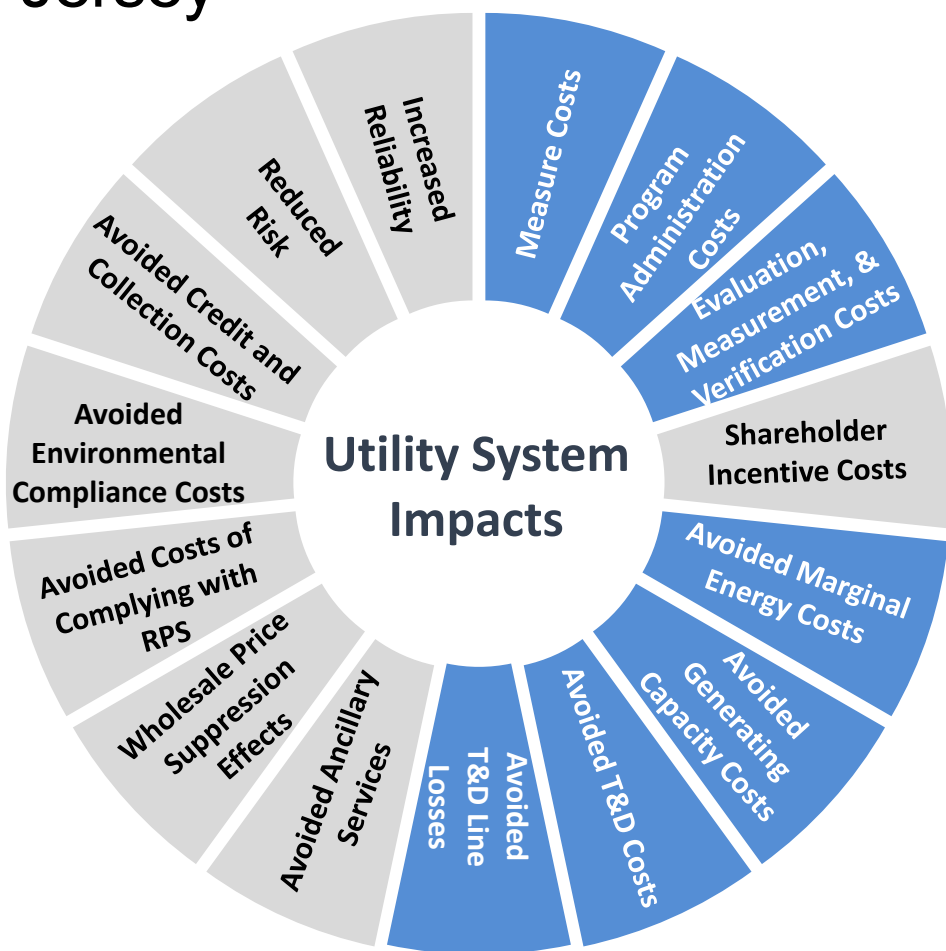 Jersey
Measure Costs
Program
Administration
Costs
Evaluation,
Measurement, &
Verification Costs
Shareholder
Incentive Costs
Avoided Marginal
Energy Costs
Avoided
Generating
Capacity Costs
Avoided T&D Costs
Avoided
T&D Line
Losses
Avoided Ancillary
Services
Wholesale Price
Suppression
Effects
Avoided Costs of
Complying with
RPS
Avoided
Environmental
Compliance Costs
Avoided Credit and
Collection Costs
Reduced
Risk
Increased
Reliability
Utility System
Impacts